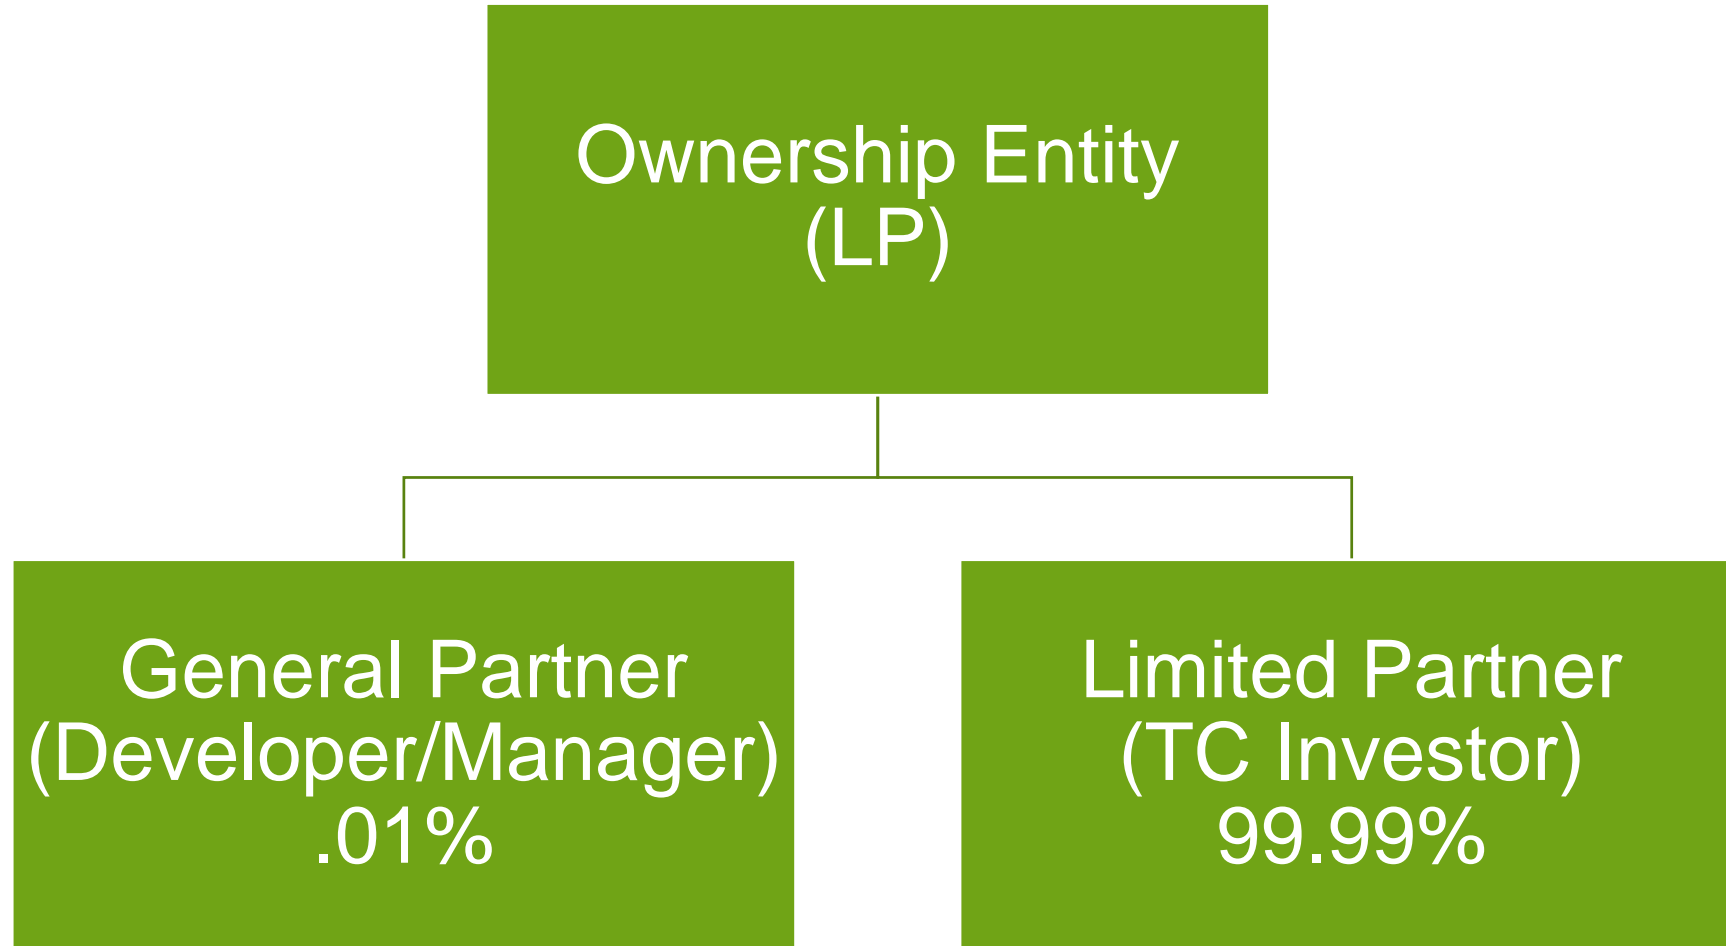 Ownership Entity
(LP)
General Partner
(Developer/Manager)
.01%
Limited Partner
(TC Investor)
99.99%